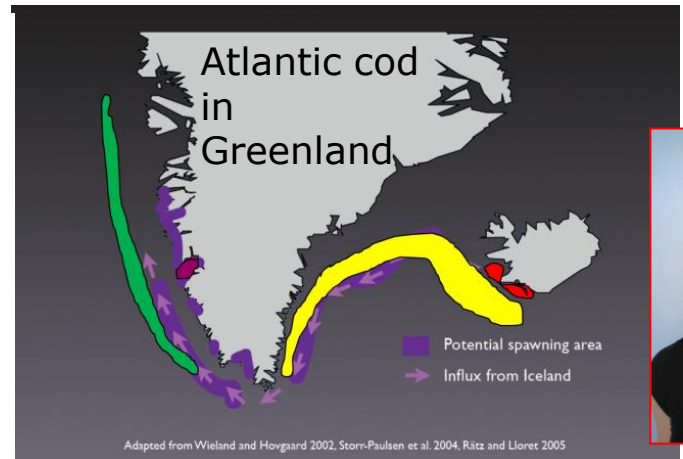 Atlantic cod
in
Greenland
Potential spawning area
Influx from Iceland
Adapted from Wieland and Hovgaard 2002, Storr-Paulsen et al. 2004, Rätz and Lloret 2005